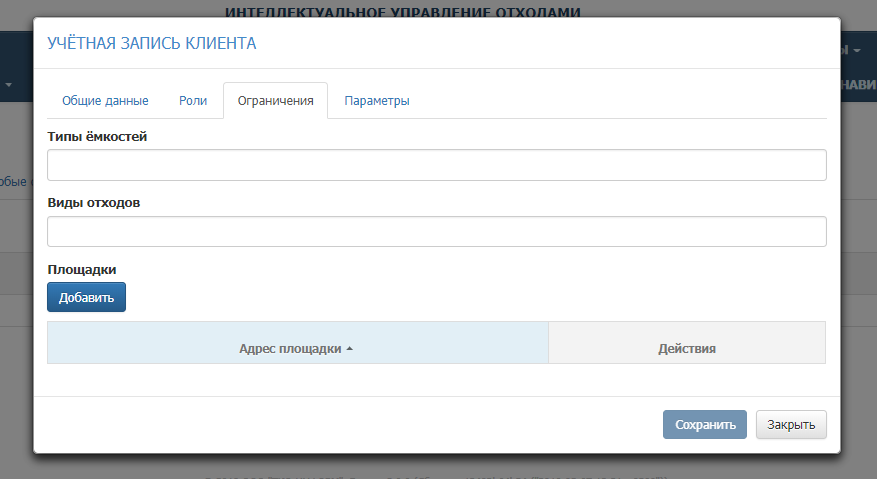 ИНТЕЛЛЕКТУАЛЬНОЕ УПРАВЛЕНИЕ ОТХОДАМИ
УЧЁТНАЯ ЗАПИСЬ КЛИЕНТА
Общие данные Роли Ограничения Параметры
Типы ёмкостей
Виды отходов
Площадки
Добавить
Адрес площадки Действия
Сохранить Закрыть